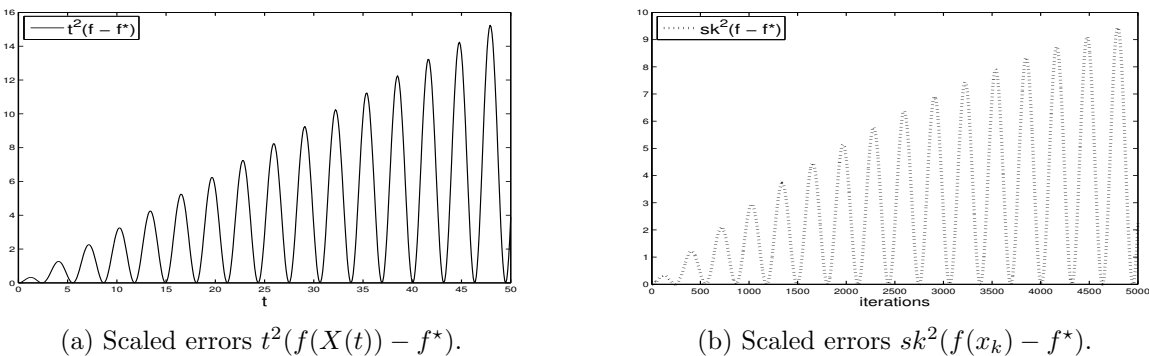 t²(f − f*)
16
14
12
10
8
6
4
2
0
0 5 10 15 20 25 30 35 40 45 50
t
(a) Scaled errors t²(f(X(t)) − f⋆).
sk²(f − f*)
10
9
8
7
6
5
4
3
2
1
0
0 500 1000 1500 2000 2500 3000 3500 4000 4500 5000
iterations
(b) Scaled errors sk²(f(xₖ) − f⋆).